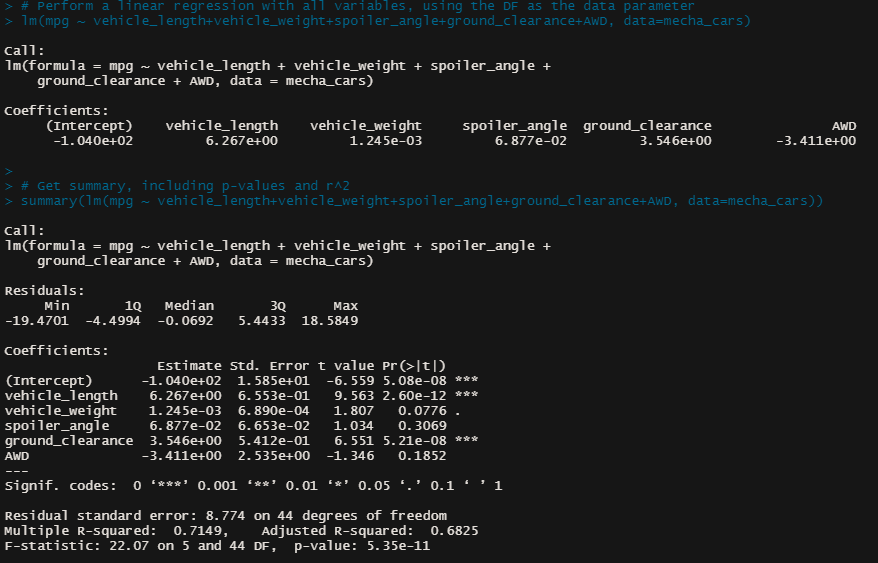 > # Perform a linear regression with all variables, using the DF as the data parameter
> lm(mpg ~ vehicle_length+vehicle_weight+spoiler_angle+ground_clearance+AWD, data=mecha_cars)

Call:
lm(formula = mpg ~ vehicle_length + vehicle_weight + spoiler_angle +
    ground_clearance + AWD, data = mecha_cars)

Coefficients:
     (Intercept)    vehicle_length    vehicle_weight     spoiler_angle  ground_clearance               AWD
      -1.040e+02         6.267e+00         1.245e-03         6.877e-02         3.546e+00        -3.411e+00

>
> # Get summary, including p-values and r^2
> summary(lm(mpg ~ vehicle_length+vehicle_weight+spoiler_angle+ground_clearance+AWD, data=mecha_cars))

Call:
lm(formula = mpg ~ vehicle_length + vehicle_weight + spoiler_angle +
    ground_clearance + AWD, data = mecha_cars)

Residuals:
     Min       1Q   Median       3Q      Max
-19.4701  -4.4994  -0.0692   5.4433  18.5849

Coefficients:
                   Estimate Std. Error t value Pr(>|t|)
(Intercept)      -1.040e+02  1.585e+01  -6.559 5.08e-08 ***
vehicle_length    6.267e+00  6.553e-01   9.563 2.60e-12 ***
vehicle_weight    1.245e-03  6.890e-04   1.807   0.0776 .
spoiler_angle     6.877e-02  6.653e-02   1.034   0.3069
ground_clearance  3.546e+00  5.412e-01   6.551 5.21e-08 ***
AWD              -3.411e+00  2.535e+00  -1.346   0.1852
---
Signif. codes:  0 ‘***’ 0.001 ‘**’ 0.01 ‘*’ 0.05 ‘.’ 0.1 ‘ ’ 1

Residual standard error: 8.774 on 44 degrees of freedom
Multiple R-squared:  0.7149,    Adjusted R-squared:  0.6825
F-statistic: 22.07 on 5 and 44 DF,  p-value: 5.35e-11